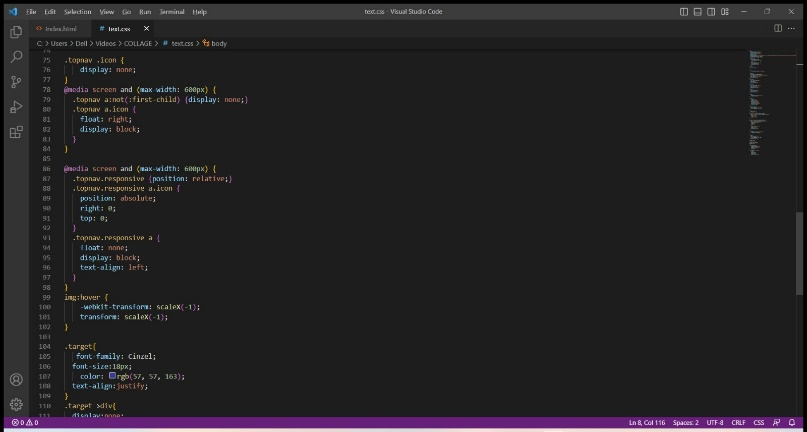 File Edit Selection View Go Run Terminal Help
text.css - Visual Studio Code
Index.html
# text.css
C: > Users > Dell > Videos > COLLAGE > # text.css > body
74
75 .topnav .icon {
76 display: none;
77 }
78 @media screen and (max-width: 600px) {
79 .topnav a:not(:first-child) {display: none;}
80 .topnav a.icon {
81 float: right;
82 display: block;
83 }
84 }
85
86 @media screen and (max-width: 600px) {
87 .topnav.responsive {position: relative;}
88 .topnav.responsive a.icon {
89 position: absolute;
90 right: 0;
91 top: 0;
92 }
93 .topnav.responsive a {
94 float: none;
95 display: block;
96 text-align: left;
97 }
98 }
99 img:hover {
100 -webkit-transform: scaleX(-1);
101 transform: scaleX(-1);
102 }
103
104 .target{
105 font-family: Cinzel;
106 font-size:18px;
107 color: rgb(57, 57, 163);
108 text-align:justify;
109 }
110 .target >div{
111 display:none;
0 0
Ln 8, Col 116 Spaces: 2 UTF-8 CRLF CSS